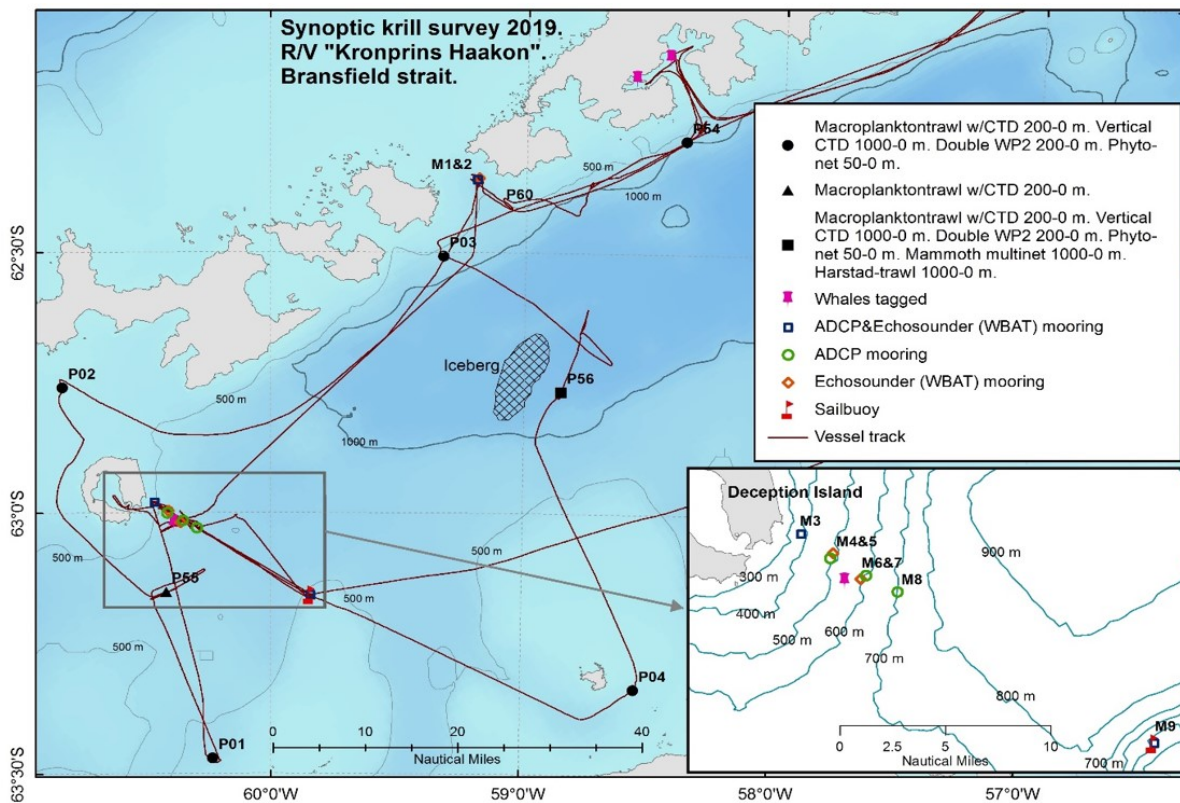 Synoptic krill survey 2019.
R/V "Kronprins Haakon".
Bransfield strait.
P54
M1&2
P60
500 m
1000 m
P03
62°30'S
Iceberg
P56
P02
500 m
1000 m
63°0'S
500 m
P55
500 m
500 m
500 m
P04
P01
0 10 20 40
Nautical Miles
63°30'S
60°0'W
59°0'W
58°0'W
57°0'W
Macroplanktontrawl w/CTD 200-0 m. Vertical
CTD 1000-0 m. Double WP2 200-0 m. Phyto-
net 50-0 m.
Macroplanktontrawl w/CTD 200-0 m.
Macroplanktontrawl w/CTD 200-0 m. Vertical
CTD 1000-0 m. Double WP2 200-0 m. Phyto-
net 50-0 m. Mammoth multinet 1000-0 m.
Harstad-trawl 1000-0 m.
Whales tagged
ADCP&Echosounder (WBAT) mooring
ADCP mooring
Echosounder (WBAT) mooring
Sailbuoy
Vessel track
Deception Island
M3
M4&5
M6&7
M8
900 m
300 m
400 m
500 m
600 m
700 m
800 m
M9
700 m
0 2.5 5 10
Nautical Miles